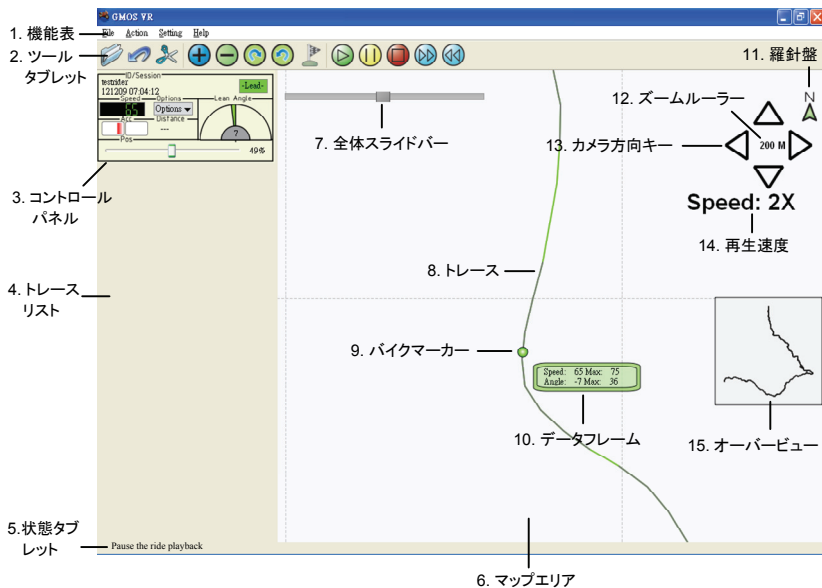 GMOS VR
File Action Setting Help
1. 機能表
2. ツール
タブレット
ID/Session
testrider
121209 07:04:12
-Lead-
Speed
65
Options
Options
Lean Angle
7
Acc
Distance
---
Pos
49%
3. コントロール
パネル
4. トレース
リスト
5.状態タブ
レット
Pause the ride playback
6. マップエリア
7. 全体スライドバー
8. トレース
9. バイクマーカー
Speed: 65 Max: 75
Angle: -7 Max: 36
10. データフレーム
11. 羅針盤
N
12. ズームルーラー
13. カメラ方向キー
200 M
Speed: 2X
14. 再生速度
15. オーバービュー